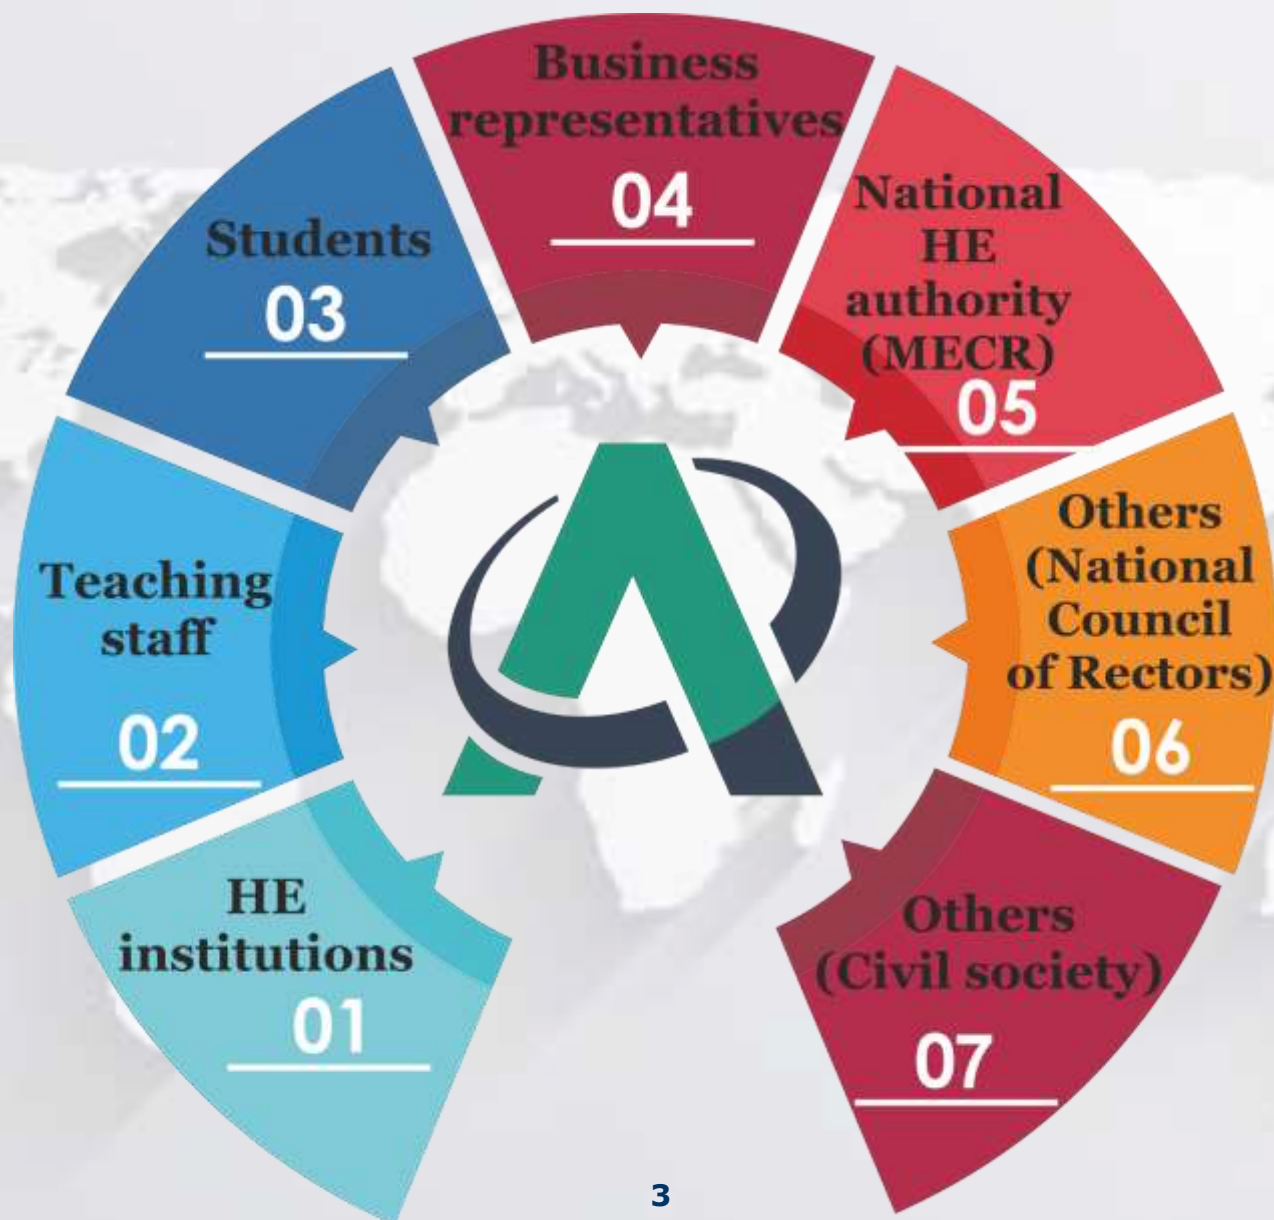 HE
institutions
01
Teaching
staff
02
Students
03
Business
representatives
04
National
HE
authority
(MECR)
05
Others
(National
Council
of Rectors)
06
Others
(Civil society)
07
3